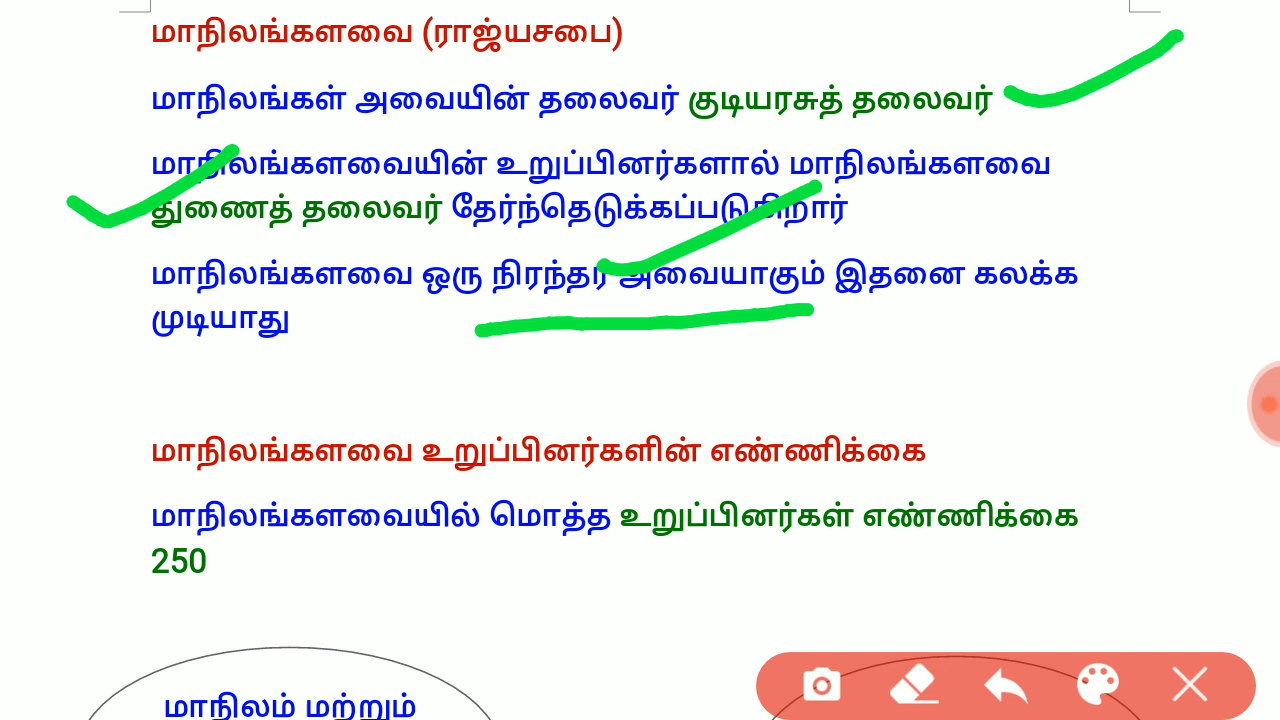 மாநிலங்களவை (ராஜ்யசபை)
மாநிலங்கள் அவையின் தலைவர் குடியரசுத் தலைவர்
மாநிலங்களவையின் உறுப்பினர்களால் மாநிலங்களவை
துணைத் தலைவர் தேர்ந்தெடுக்கப்படுகிறார்
மாநிலங்களவை ஒரு நிரந்தர அவையாகும் இதனை கலக்க
முடியாது
மாநிலங்களவை உறுப்பினர்களின் எண்ணிக்கை
மாநிலங்களவையில் மொத்த உறுப்பினர்கள் எண்ணிக்கை
250
மாநிலம் மற்றும்